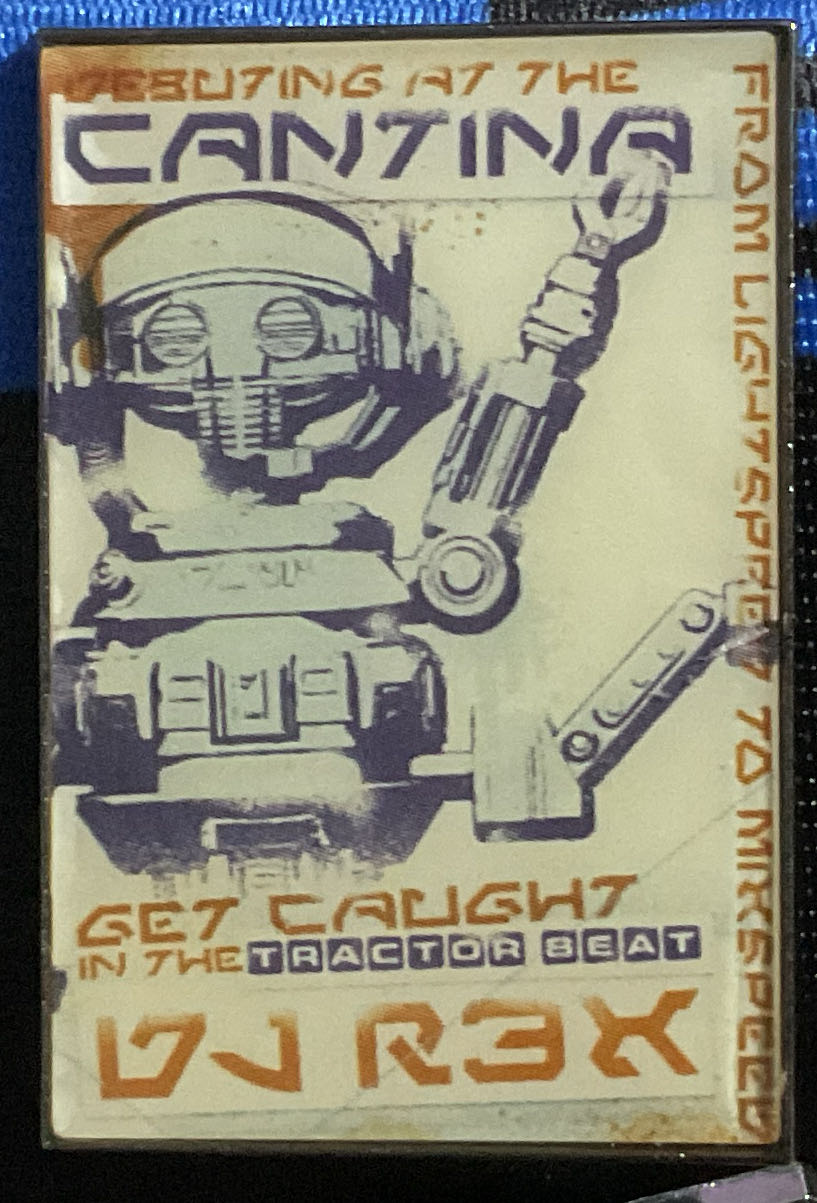 DEBUTING AT THE
CANTINA
FROM LIGHTSPEED TO MIXSPEED
GET CAUGHT
IN THE TRACTOR BEAT
DJ R3X